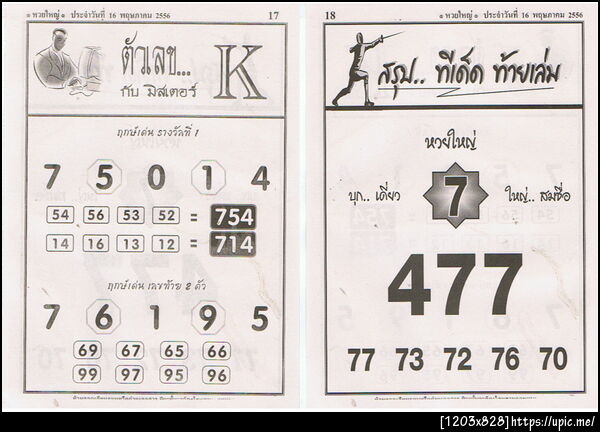 ๏ หวยใหญ่ ๏ ประจำวันที่ 16 พฤษภาคม 2556 17
ตัวเลข...
กับ มิสเตอร์ K
ฤกษ์เด่น รางวัลที่ 1
7 5 0 1 4
54 56 53 52 = 754
14 16 13 12 = 714
ฤกษ์เด่น เลขท้าย 2 ตัว
7 6 1 9 5
69 67 65 66
99 97 95 96
18 ๏ หวยใหญ่ ๏ ประจำวันที่ 16 พฤษภาคม 2556
สรุป.. ทีเด็ด ท้ายเล่ม
หวยใหญ่
บุก.. เดี่ยว 7 ใหญ่.. สมชื่อ
477
77 73 72 76 70
[1203x828]https://upic.me/